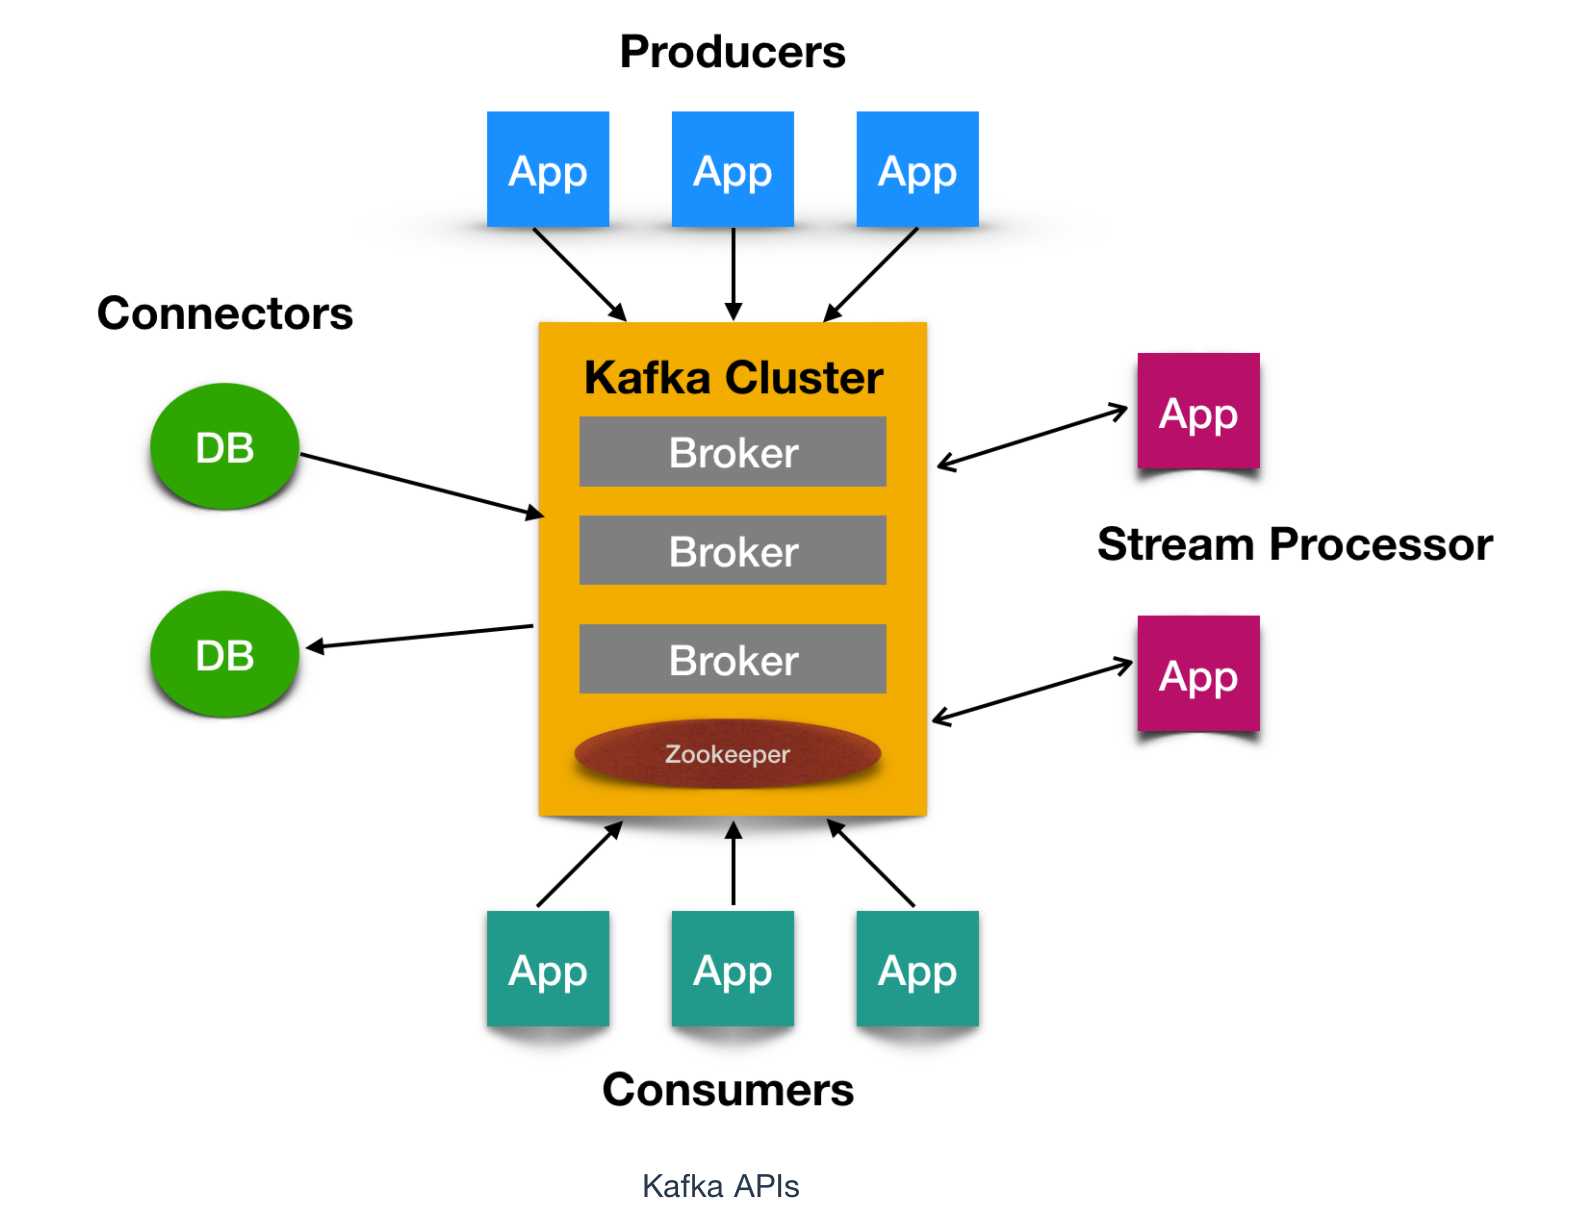 Producers
App App App
Connectors
Kafka Cluster
DB
Broker
App
Broker
Stream Processor
DB
Broker
App
Zookeeper
App App App
Consumers
Kafka APIs